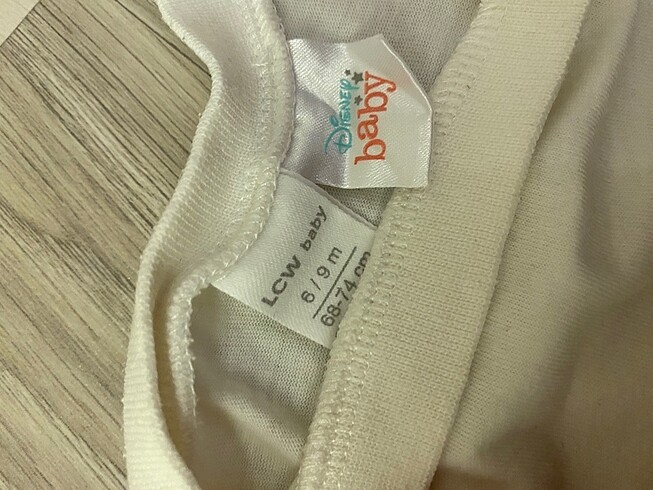 DISNEY
baby
LCW baby
6 / 9 m
68-74 cm